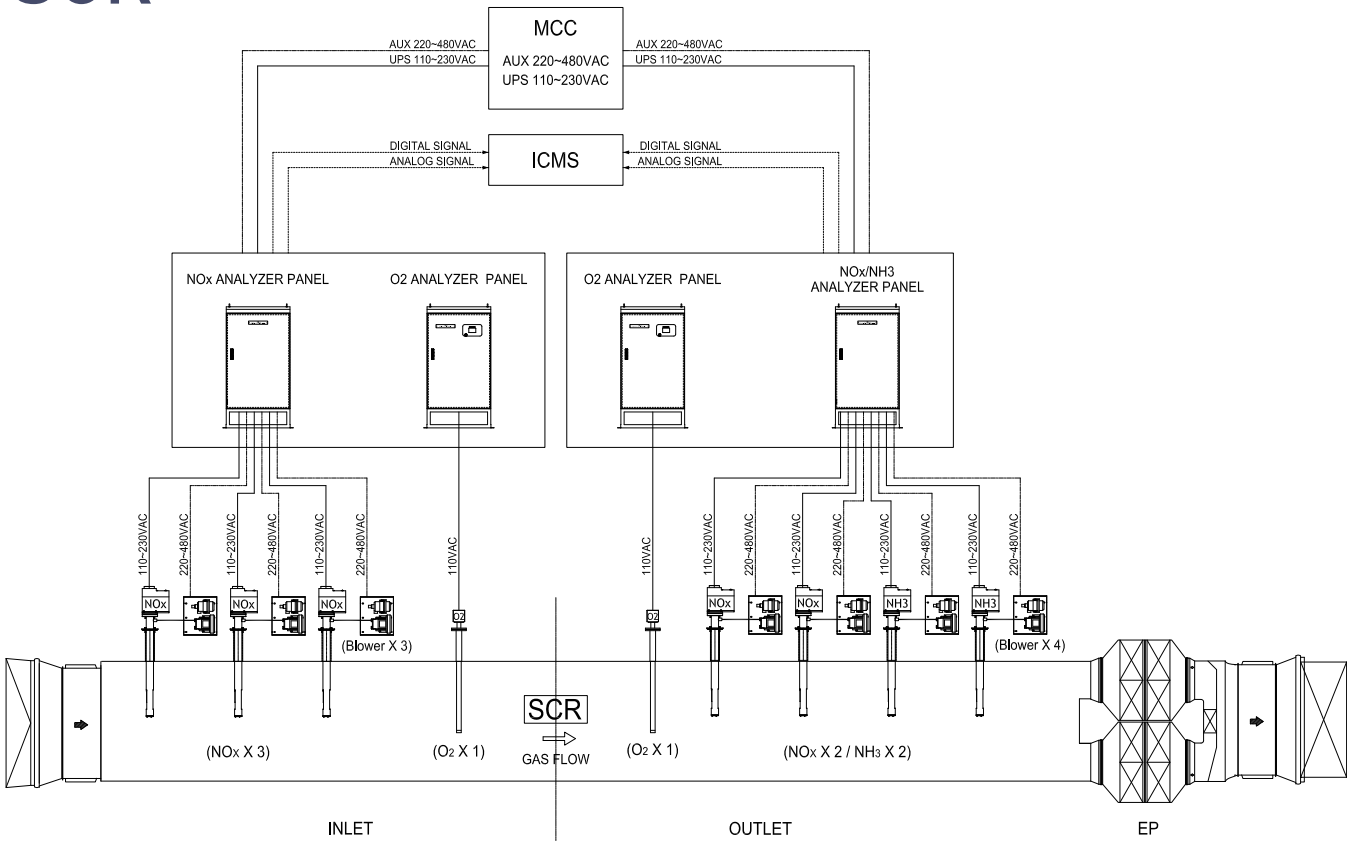 SCR
MCC
AUX 220~480VAC
UPS 110~230VAC
AUX 220~480VAC
UPS 110~230VAC
AUX 220~480VAC
UPS 110~230VAC
DIGITAL SIGNAL
ANALOG SIGNAL
ICMS
DIGITAL SIGNAL
ANALOG SIGNAL
NOx ANALYZER PANEL
O2 ANALYZER PANEL
O2 ANALYZER PANEL
NOx/NH3
ANALYZER PANEL
110~230VAC
220~480VAC
110~230VAC
220~480VAC
110~230VAC
220~480VAC
110VAC
110VAC
110~230VAC
220~480VAC
110~230VAC
220~480VAC
110~230VAC
220~480VAC
110~230VAC
220~480VAC
NOx
NOx
NOx
O2
O2
NOx
NOx
NH3
NH3
(Blower X 3)
(Blower X 4)
SCR
GAS FLOW
(NOx X 3)
(O2 X 1)
(O2 X 1)
(NOx X 2 / NH3 X 2)
INLET
OUTLET
EP